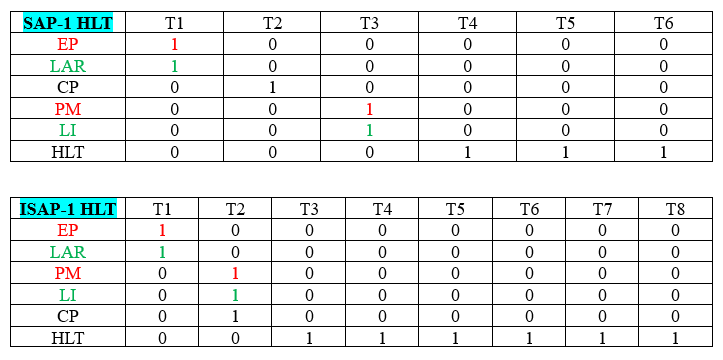 SAP-1 HLT T1 T2 T3 T4 T5 T6
EP 1 0 0 0 0 0
LAR 1 0 0 0 0 0
CP 0 1 0 0 0 0
PM 0 0 1 0 0 0
LI 0 0 1 0 0 0
HLT 0 0 0 1 1 1
ISAP-1 HLT T1 T2 T3 T4 T5 T6 T7 T8
EP 1 0 0 0 0 0 0 0
LAR 1 0 0 0 0 0 0 0
PM 0 1 0 0 0 0 0 0
LI 0 1 0 0 0 0 0 0
CP 0 1 0 0 0 0 0 0
HLT 0 0 1 1 1 1 1 1